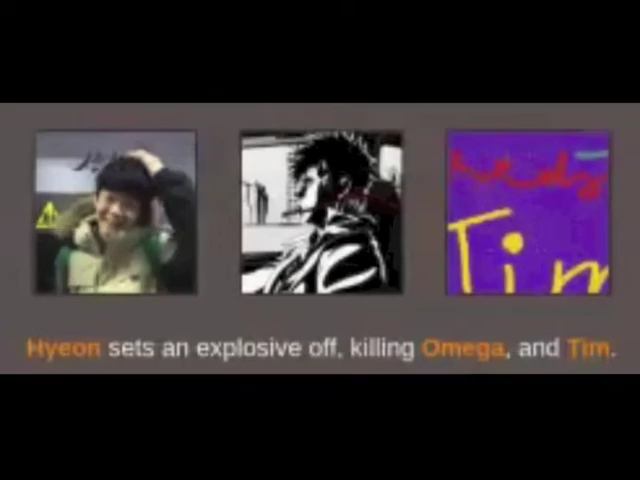 Tim
Hyeon sets an explosive off, killing Omega, and Tim.